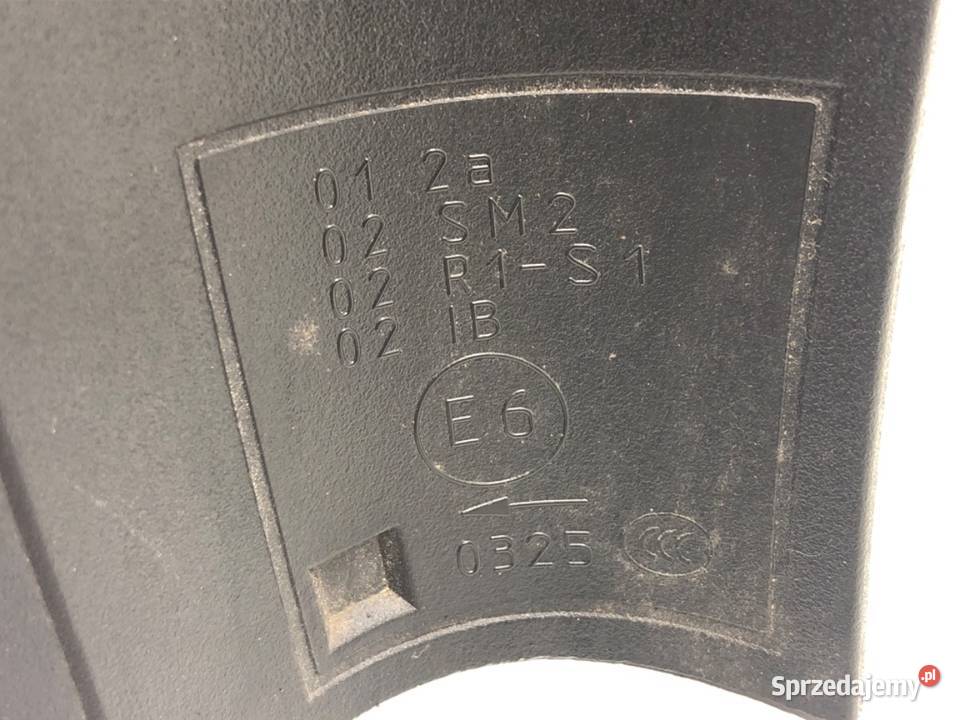 01 2a
02 SM2
02 R1-S1
02 IB
E6
0325 CCC
Sprzedajemy.pl